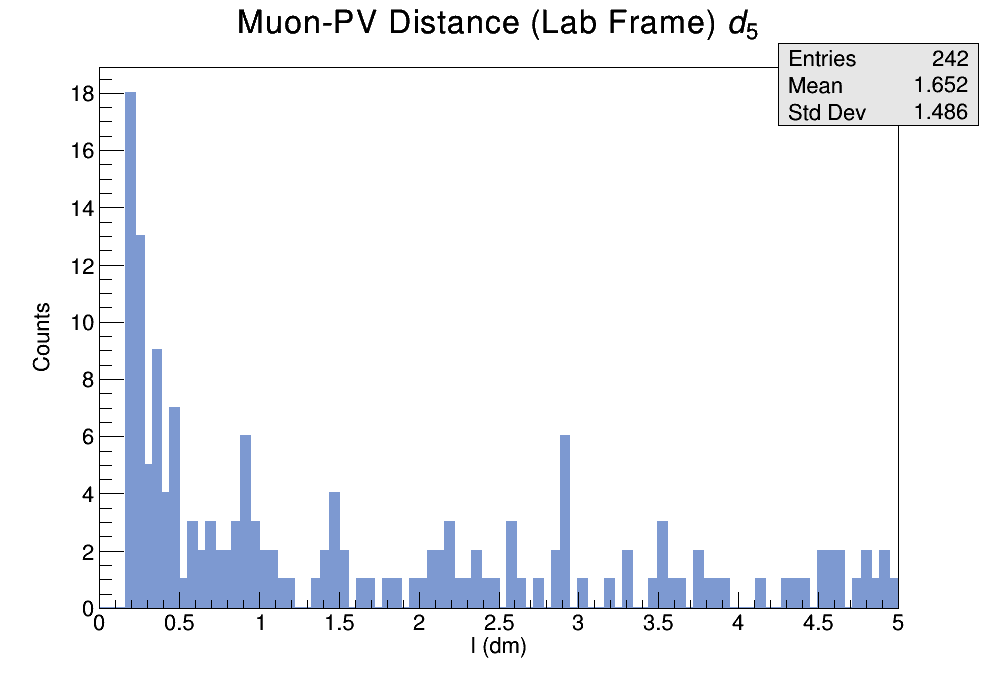 Muon-PV Distance (Lab Frame) d5
Entries 242
Mean 1.652
Std Dev 1.486
Counts
18
16
14
12
10
8
6
4
2
0
0 0.5 1 1.5 2 2.5 3 3.5 4 4.5 5
l (dm)